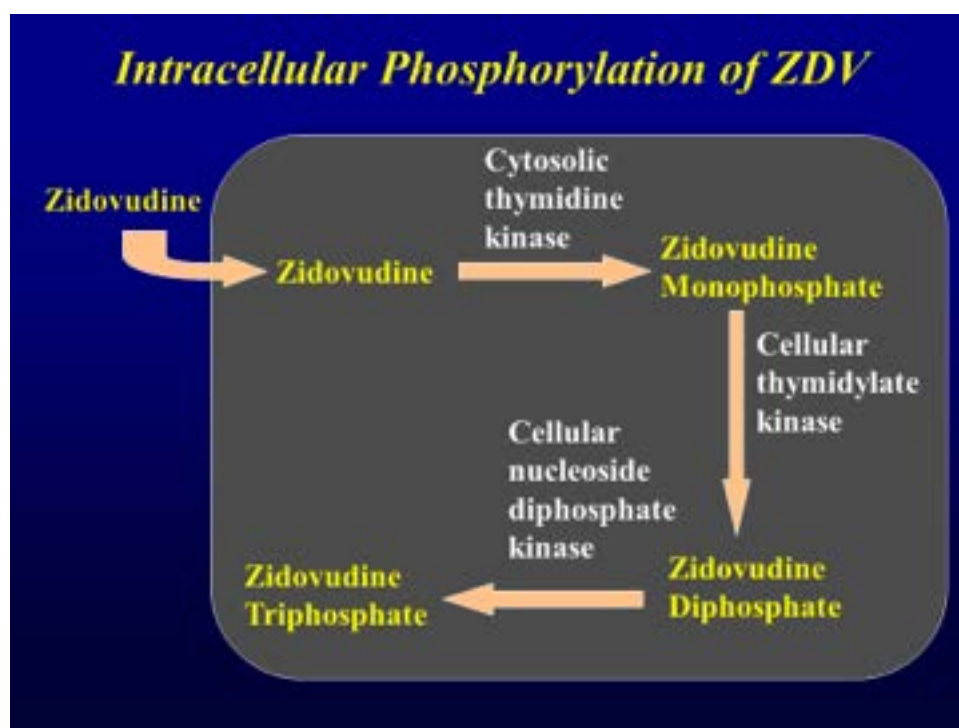 Intracellular Phosphorylation of ZDV
Zidovudine
Zidovudine
Cytosolic
thymidine
kinase
Zidovudine
Monophosphate
Cellular
thymidylate
kinase
Zidovudine
Diphosphate
Cellular
nucleoside
diphosphate
kinase
Zidovudine
Triphosphate